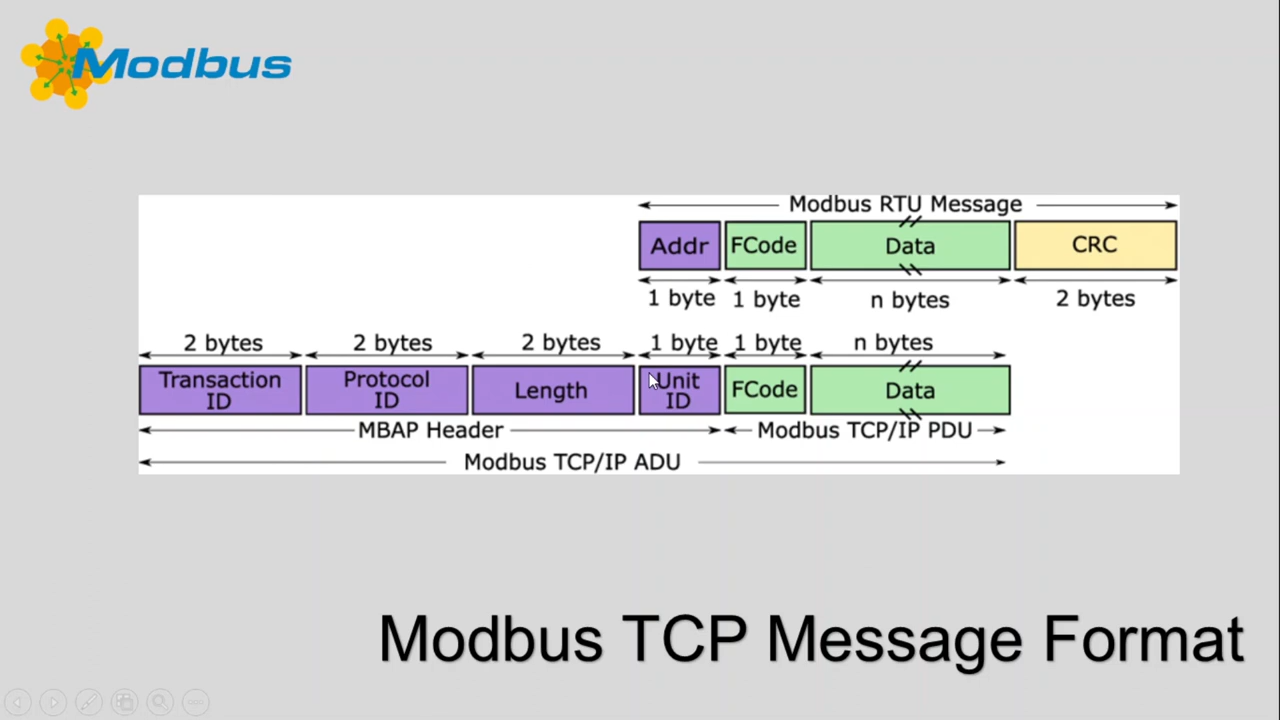 Modbus
Modbus RTU Message
Addr FCode Data CRC
1 byte 1 byte n bytes 2 bytes
2 bytes 2 bytes 2 bytes 1 byte 1 byte n bytes
Transaction ID Protocol ID Length Unit ID FCode Data
MBAP Header Modbus TCP/IP PDU
Modbus TCP/IP ADU
Modbus TCP Message Format